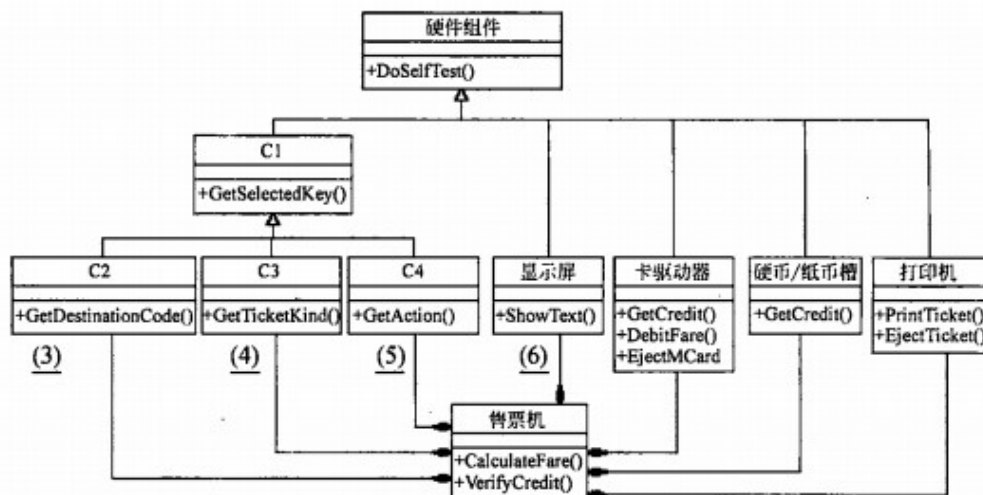 硬件组件
+DoSelfTest()
C1
+GetSelectedKey()
C2
+GetDestinationCode()
(3)
C3
+GetTicketKind()
(4)
C4
+GetAction()
(5)
显示屏
+ShowText()
(6)
卡驱动器
+GetCredit()
+DebitFare()
+EjectMCard
硬币/纸币槽
+GetCredit()
打印机
+PrintTicket()
+EjectTicket()
售票机
+CalculateFare()
+VerifyCredit()